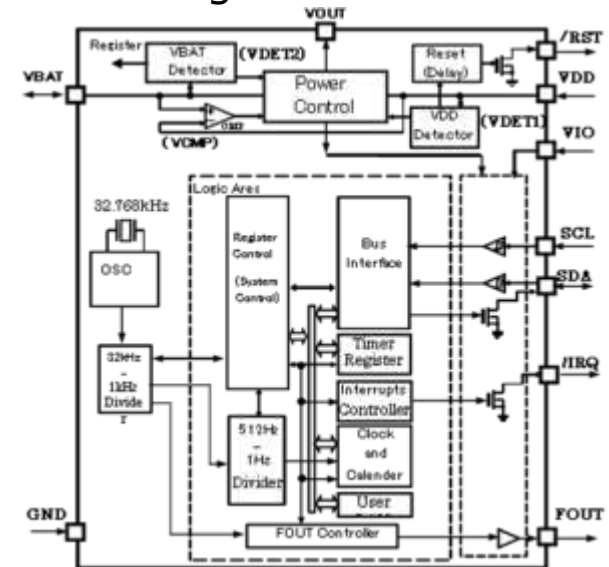 VOUT
Register
VBAT
Detector
(VDET2)
Reset
(Delay)
/RST
VBAT
Power
Control
VDD
VDD
Detector
(VDET1)
(VCMP)
VIO
Logic Area
32.768kHz
Register
Control
(System
Control)
Bus
Interface
SCL
OSC
SDA
32kHz
-
1kHz
Divide
r
Timer
Register
/IRQ
Interrupts
Controller
512Hz
-
1Hz
Divider
Clock
and
Calender
User
GND
FOUT Controller
FOUT